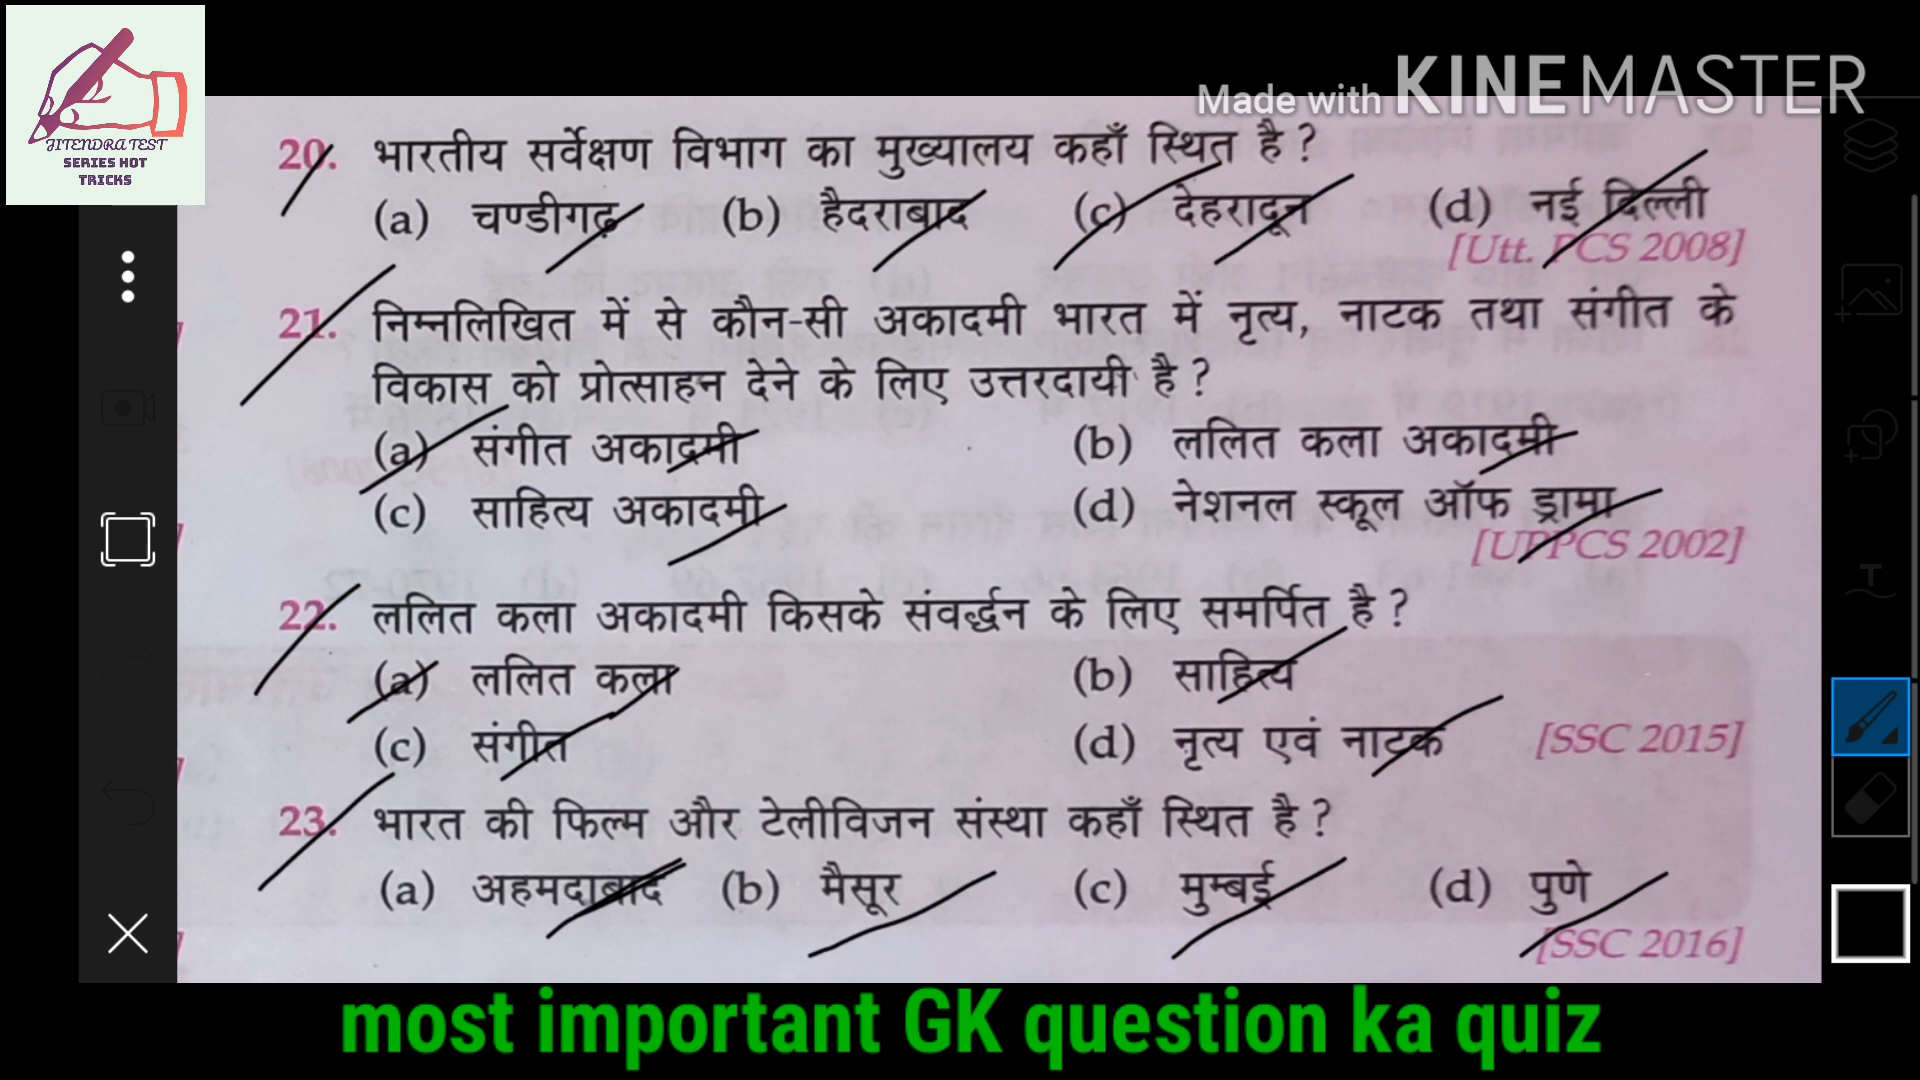 JITENDRA TEST
SERIES HOT
TRICKS
Made with KINEMASTER
20. भारतीय सर्वेक्षण विभाग का मुख्यालय कहाँ स्थित है ?
(a) चण्डीगढ़ (b) हैदराबाद (c) देहरादून (d) नई दिल्ली
[Utt. PCS 2008]
21. निम्नलिखित में से कौन-सी अकादमी भारत में नृत्य, नाटक तथा संगीत के
विकास को प्रोत्साहन देने के लिए उत्तरदायी है ?
(a) संगीत अकादमी (b) ललित कला अकादमी
(c) साहित्य अकादमी (d) नेशनल स्कूल ऑफ ड्रामा
[UPPCS 2002]
22. ललित कला अकादमी किसके संवर्द्धन के लिए समर्पित है ?
(a) ललित कला (b) साहित्य
(c) संगीत (d) नृत्य एवं नाटक [SSC 2015]
23. भारत की फिल्म और टेलीविजन संस्था कहाँ स्थित है ?
(a) अहमदाबाद (b) मैसूर (c) मुम्बई (d) पुणे
[SSC 2016]
most important GK question ka quiz